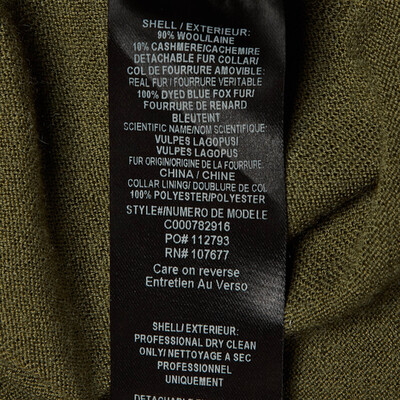 SHELL / EXTERIEUR:
90% WOOL/LAINE
10% CASHMERE/CACHEMIRE
DETACHABLE FUR COLLAR/
COL DE FOURRURE AMOVIBLE:
REAL FUR / FOURRURE VERITABLE
100% DYED BLUE FOX FUR/
FOURRURE DE RENARD
BLEUTEINT
SCIENTIFIC NAME/NOM SCIENTIFIQUE:
VULPES LAGOPUS/
VULPES LAGOPUS
FUR ORIGIN/ORIGINE DE LA FOURRURE:
CHINA / CHINE
COLLAR LINING/ DOUBLURE DE COL
100% POLYESTER/POLYESTER
STYLE#/NUMERO DE MODELE
C000782916
PO# 112793
RN# 107677
Care on reverse
Entretien Au Verso
SHELL/ EXTERIEUR:
PROFESSIONAL DRY CLEAN
ONLY/ NETTOYAGE A SEC
PROFESSIONNEL
UNIQUEMENT